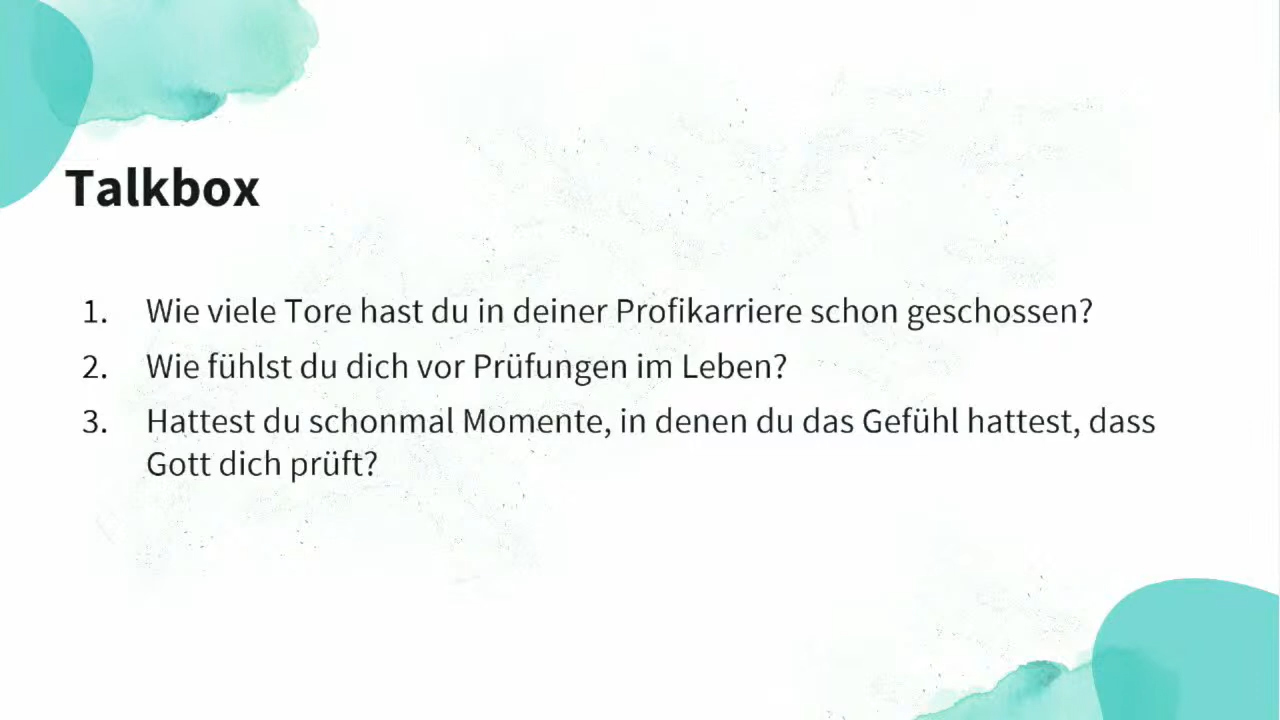 Talkbox
1. Wie viele Tore hast du in deiner Profikarriere schon geschossen?
2. Wie fühlst du dich vor Prüfungen im Leben?
3. Hattest du schonmal Momente, in denen du das Gefühl hattest, dass
Gott dich prüft?